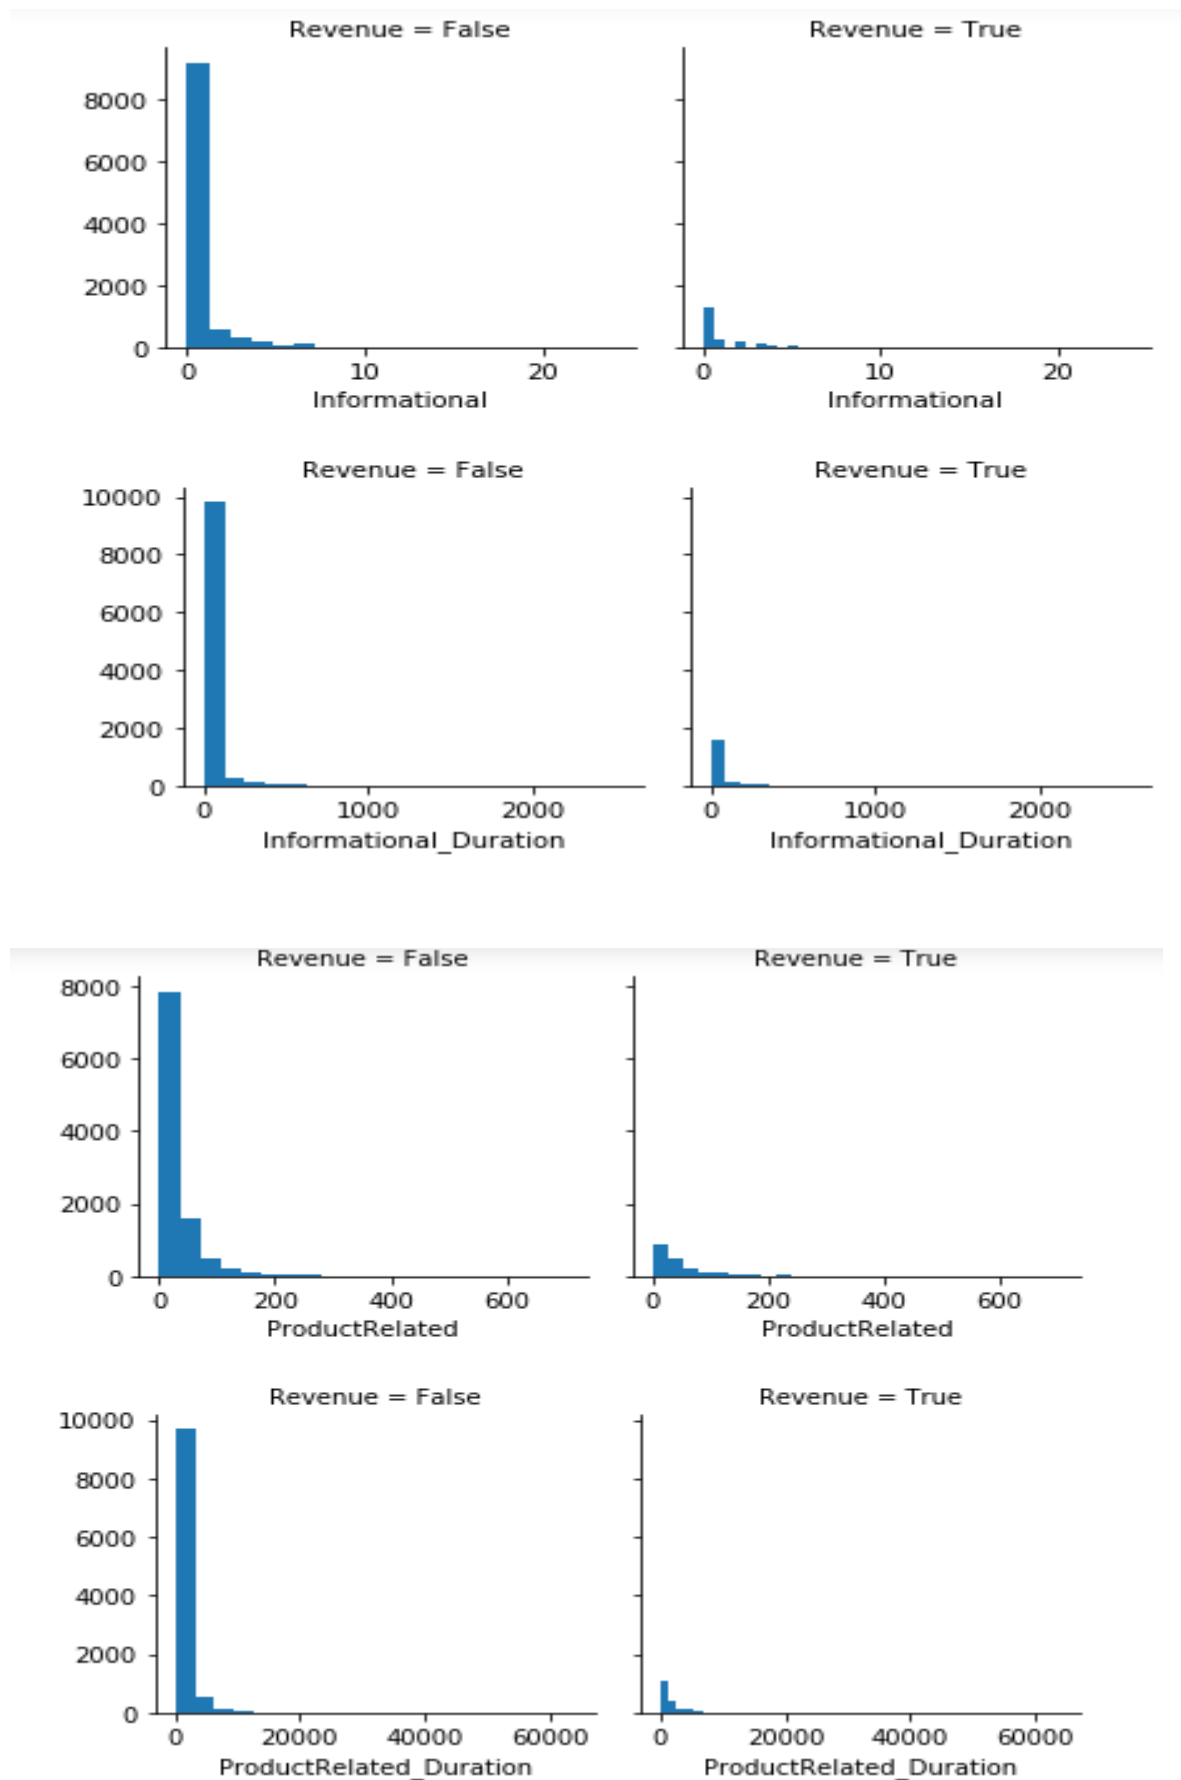 Revenue = False Revenue = True
8000
6000
4000
2000
0
0 10 20 0 10 20
Informational Informational
Revenue = False Revenue = True
10000
8000
6000
4000
2000
0
0 1000 2000 0 1000 2000
Informational_Duration Informational_Duration
Revenue = False Revenue = True
8000
6000
4000
2000
0
0 200 400 600 0 200 400 600
ProductRelated ProductRelated
Revenue = False Revenue = True
10000
8000
6000
4000
2000
0
0 20000 40000 60000 0 20000 40000 60000
ProductRelated_Duration ProductRelated_Duration